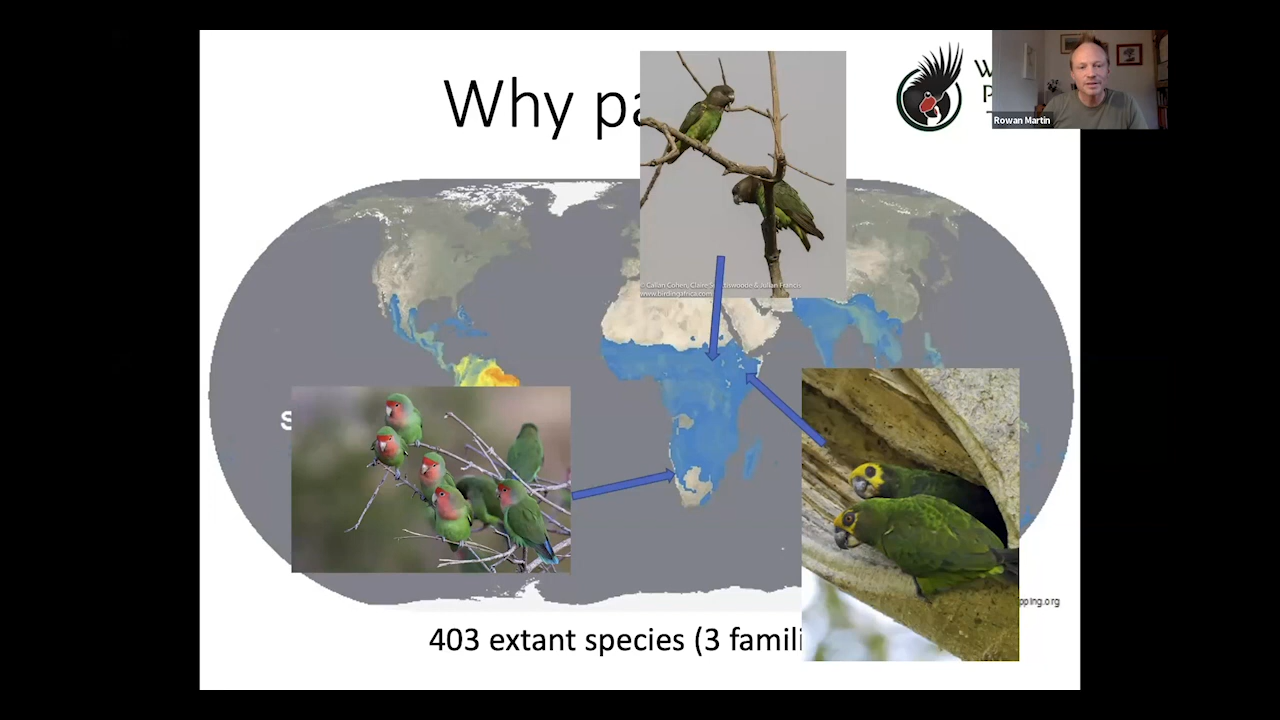 Why pa
W
P
Rowan Martin
© Callan Cohen, Claire S ttiswoode & Julian Francis
www.birdingafrica.com
S
pping.org
403 extant species (3 famili